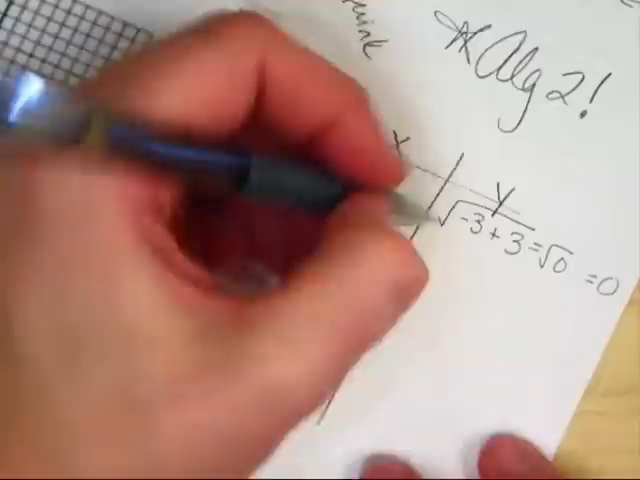 *Alg 2!
x y
√-3+3 = √0 = 0